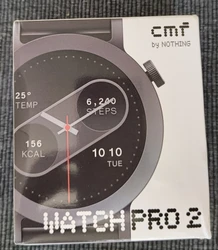 cmf
by NOTHING
25°
TEMP
6,200
STEPS
156
KCAL
10 10
TUE
WATCH PRO 2